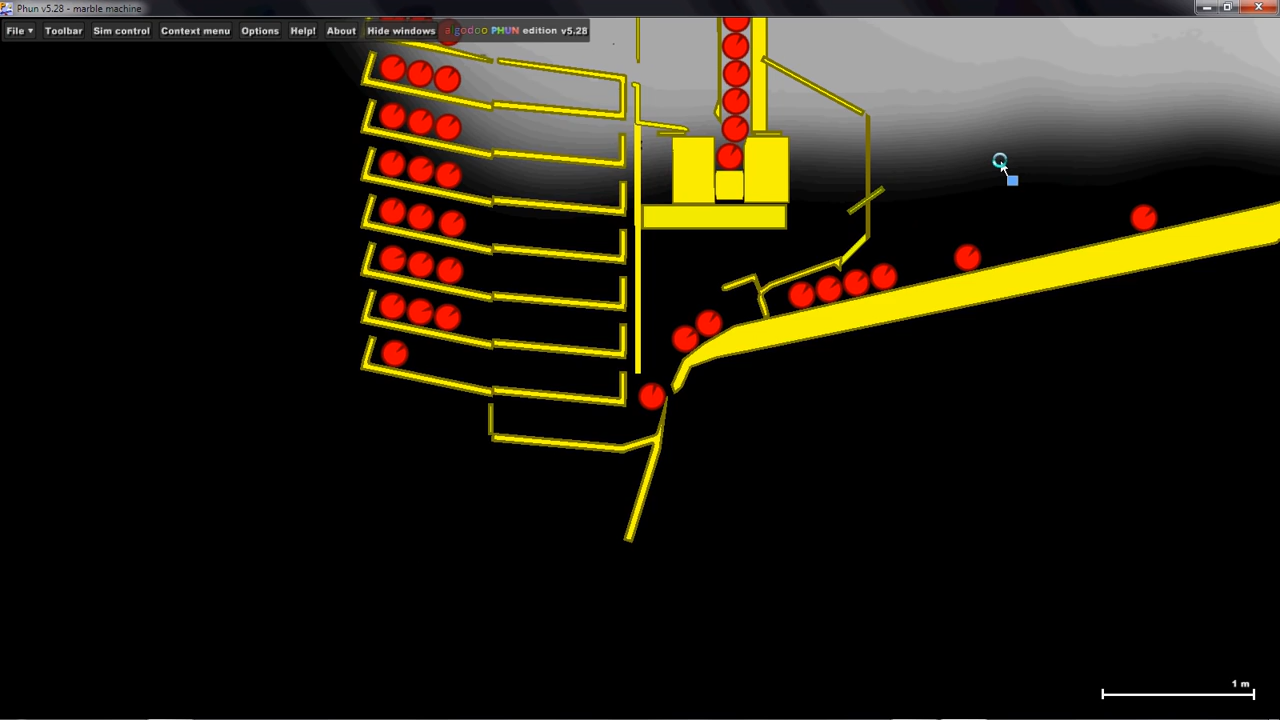 Phun v5.28 - marble machine
File ▾ Toolbar Sim control Context menu Options Help! About Hide windows algodoo PHUN edition v5.28
1 m